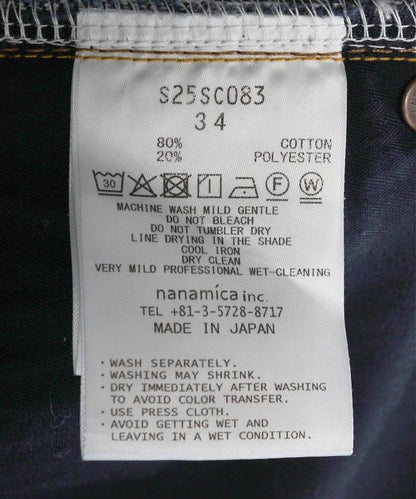 S25SC083
34
80% COTTON
20% POLYESTER
30 F W
MACHINE WASH MILD GENTLE
DO NOT BLEACH
DO NOT TUMBLER DRY
LINE DRYING IN THE SHADE
COOL IRON
DRY CLEAN
VERY MILD PROFESSIONAL WET-CLEANING
nanamica inc.
TEL +81-3-5728-8717
MADE IN JAPAN
・WASH SEPARATELY.
・WASHING MAY SHRINK.
・DRY IMMEDIATELY AFTER WASHING
TO AVOID COLOR TRANSFER.
・USE PRESS CLOTH.
・AVOID GETTING WET AND
LEAVING IN A WET CONDITION.